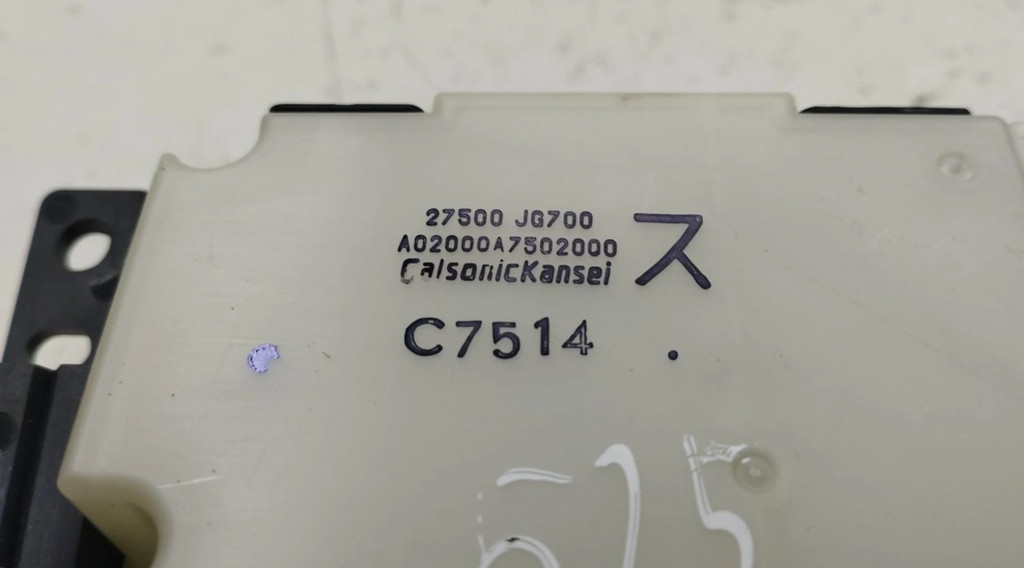 27500 JG700
A02000A7502000
CalsonicKansei
ス
C7514 .